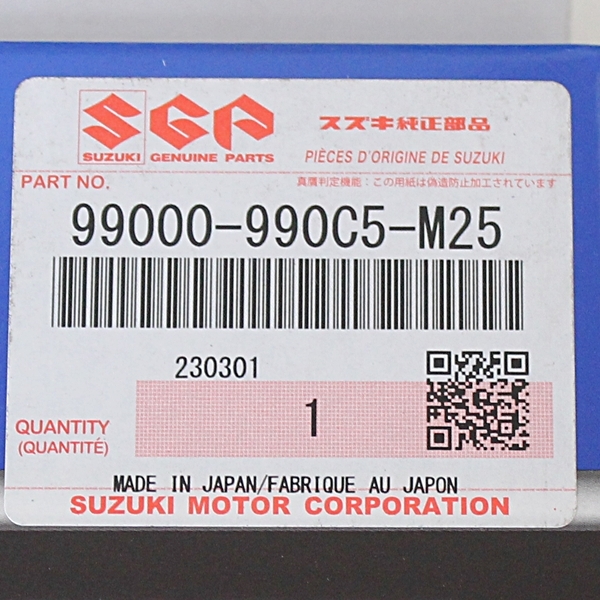 SGP スズキ純正部品
SUZUKI GENUINE PARTS PIÈCES D'ORIGINE DE SUZUKI
PART NO. 真贋判定機能：この用紙は偽造防止加工されています
99000-990C5-M25
230301
QUANTITY 1
(QUANTITÉ)
MADE IN JAPAN/FABRIQUE AU JAPON
SUZUKI MOTOR CORPORATION